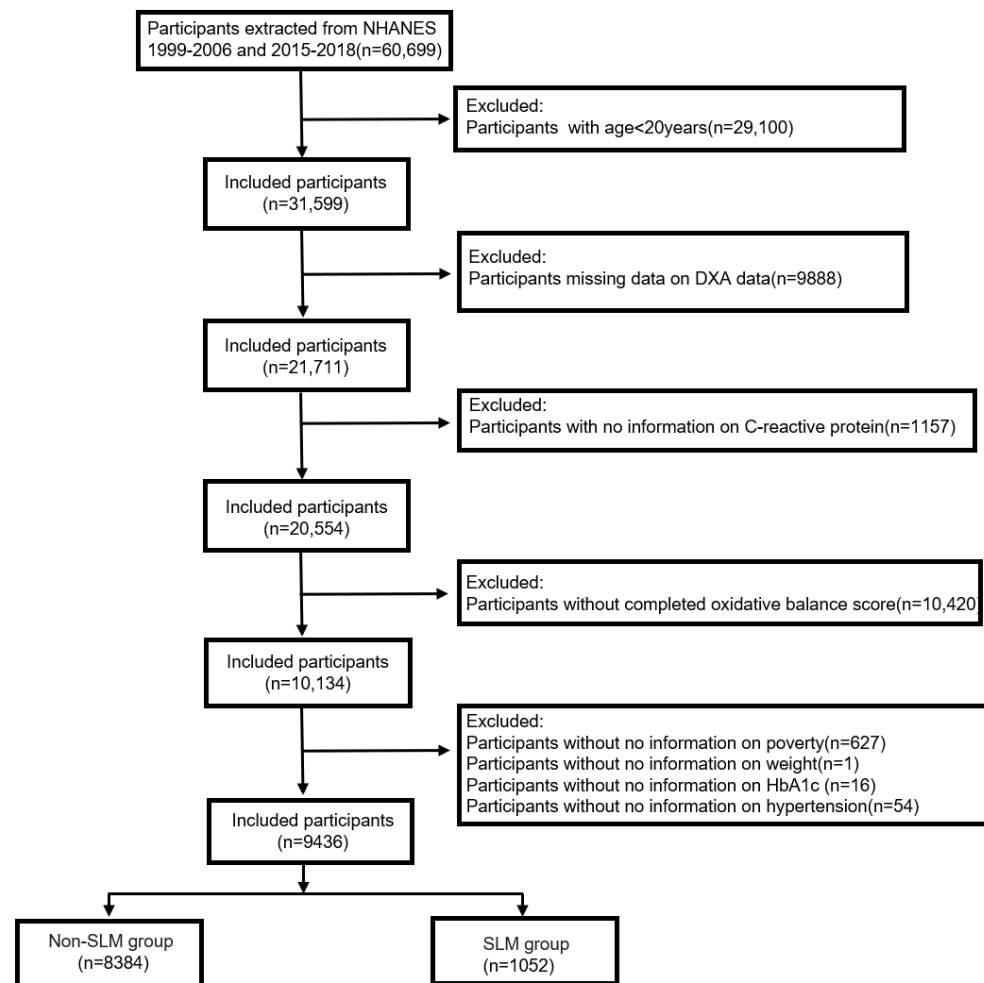 Participants extracted from NHANES
1999-2006 and 2015-2018(n=60,699)
Excluded:
Participants with age<20years(n=29,100)
Included participants
(n=31,599)
Excluded:
Participants missing data on DXA data(n=9888)
Included participants
(n=21,711)
Excluded:
Participants with no information on C-reactive protein(n=1157)
Included participants
(n=20,554)
Excluded:
Participants without completed oxidative balance score(n=10,420)
Included participants
(n=10,134)
Excluded:
Participants without no information on poverty(n=627)
Participants without no information on weight(n=1)
Participants without no information on HbA1c (n=16)
Participants without no information on hypertension(n=54)
Included participants
(n=9436)
Non-SLM group
(n=8384)
SLM group
(n=1052)